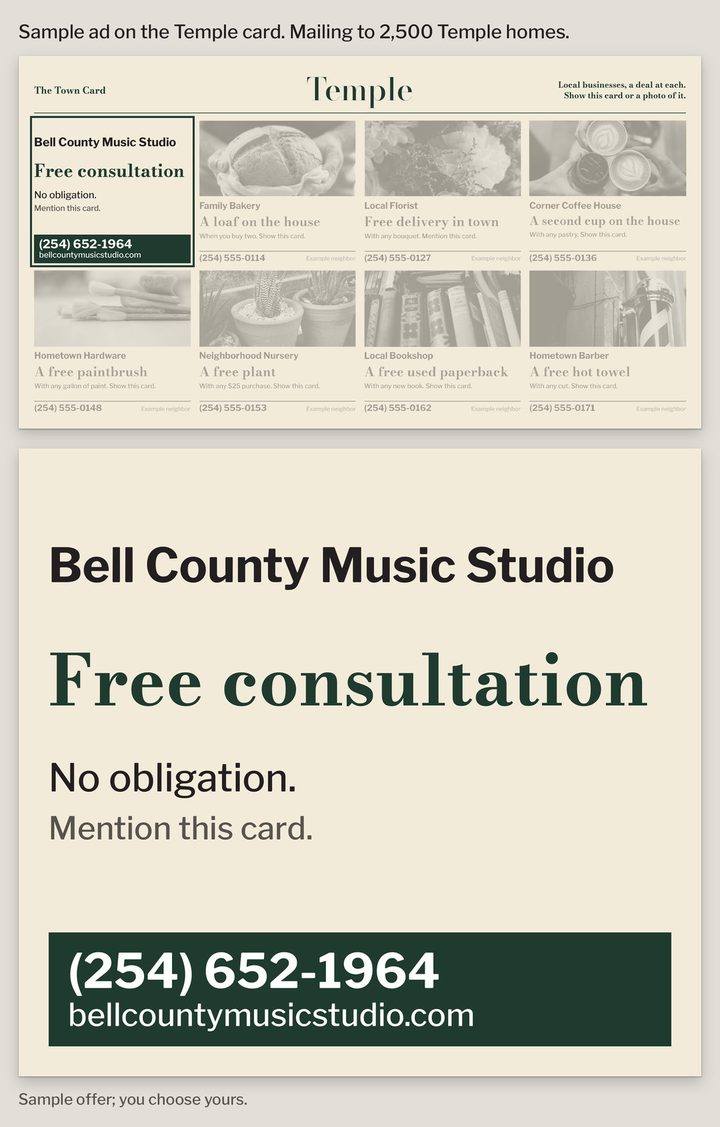 Sample ad on the Temple card. Mailing to 2,500 Temple homes.
The Town Card
Temple
Local businesses, a deal at each.
Show this card or a photo of it.
Bell County Music Studio
Free consultation
No obligation.
Mention this card.
(254) 652-1964
bellcountymusicstudio.com
Family Bakery
A loaf on the house
When you buy two. Show this card.
(254) 555-0114
Example neighbor
Local Florist
Free delivery in town
With any bouquet. Mention this card.
(254) 555-0127
Example neighbor
Corner Coffee House
A second cup on the house
With any pastry. Show this card.
(254) 555-0136
Example neighbor
Hometown Hardware
A free paintbrush
With any gallon of paint. Show this card.
(254) 555-0148
Example neighbor
Neighborhood Nursery
A free plant
With any $25 purchase. Show this card.
(254) 555-0153
Example neighbor
Local Bookshop
A free used paperback
With any new book. Show this card.
(254) 555-0162
Example neighbor
Hometown Barber
A free hot towel
With any cut. Show this card.
(254) 555-0171
Example neighbor
Bell County Music Studio
Free consultation
No obligation.
Mention this card.
(254) 652-1964
bellcountymusicstudio.com
Sample offer; you choose yours.